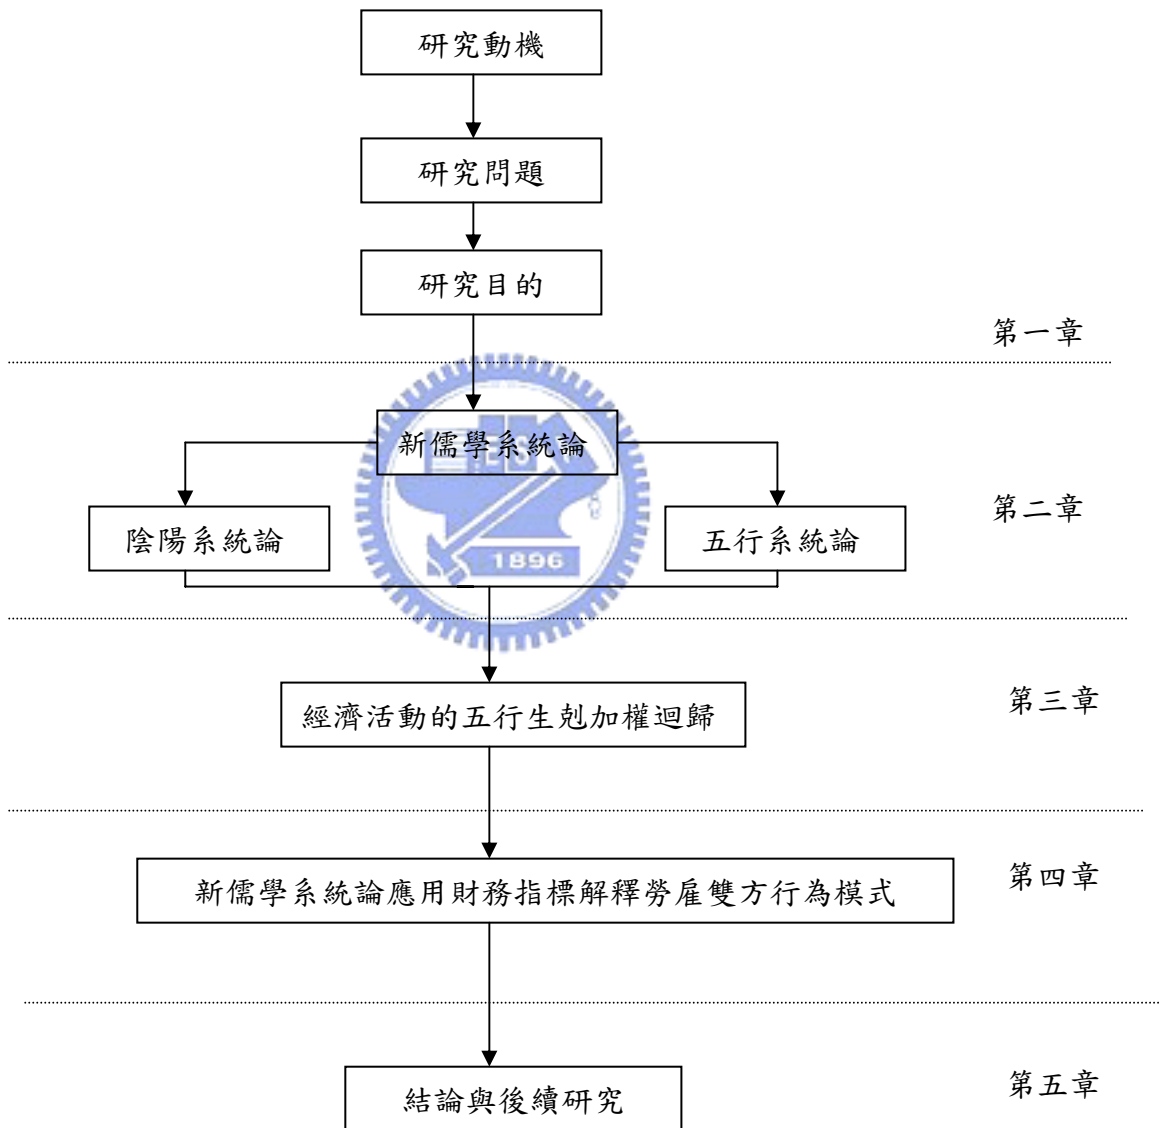 研究動機
研究問題
研究目的
第一章
新儒學系統論
陰陽系統論
五行系統論
第二章
1896
經濟活動的五行生剋加權迴歸
第三章
新儒學系統論應用財務指標解釋勞雇雙方行為模式
第四章
結論與後續研究
第五章